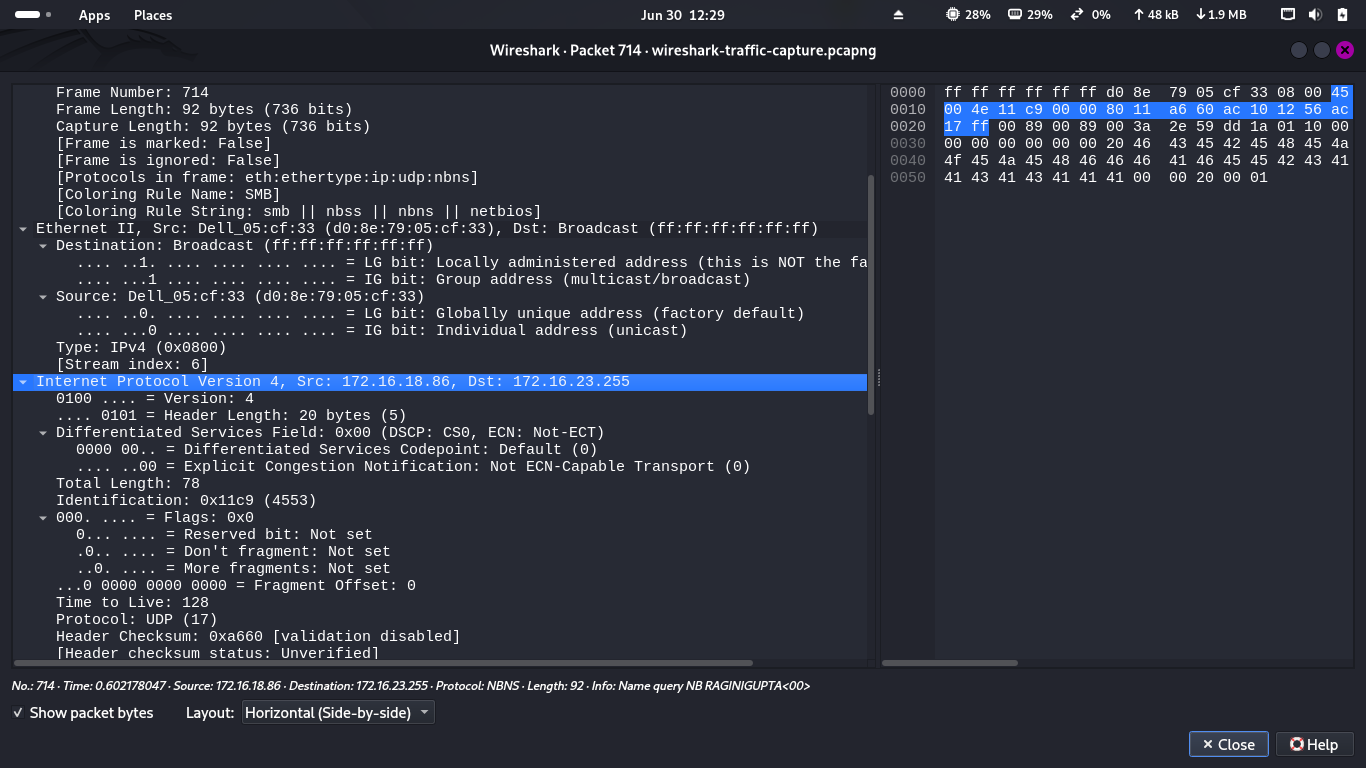 Apps Places Jun 30 12:29 28% 29% 0% 48 kB 1.9 MB
Wireshark · Packet 714 · wireshark-traffic-capture.pcapng
Frame Number: 714
Frame Length: 92 bytes (736 bits)
Capture Length: 92 bytes (736 bits)
[Frame is marked: False]
[Frame is ignored: False]
[Protocols in frame: eth:ethertype:ip:udp:nbns]
[Coloring Rule Name: SMB]
[Coloring Rule String: smb || nbss || nbns || netbios]
Ethernet II, Src: Dell_05:cf:33 (d0:8e:79:05:cf:33), Dst: Broadcast (ff:ff:ff:ff:ff:ff)
Destination: Broadcast (ff:ff:ff:ff:ff:ff)
.... ..1. .... .... .... .... = LG bit: Locally administered address (this is NOT the fa
.... ...1 .... .... .... .... = IG bit: Group address (multicast/broadcast)
Source: Dell_05:cf:33 (d0:8e:79:05:cf:33)
.... ..0. .... .... .... .... = LG bit: Globally unique address (factory default)
.... ...0 .... .... .... .... = IG bit: Individual address (unicast)
Type: IPv4 (0x0800)
[Stream index: 6]
Internet Protocol Version 4, Src: 172.16.18.86, Dst: 172.16.23.255
0100 .... = Version: 4
.... 0101 = Header Length: 20 bytes (5)
Differentiated Services Field: 0x00 (DSCP: CS0, ECN: Not-ECT)
0000 00.. = Differentiated Services Codepoint: Default (0)
.... ..00 = Explicit Congestion Notification: Not ECN-Capable Transport (0)
Total Length: 78
Identification: 0x11c9 (4553)
000. .... = Flags: 0x0
0... .... = Reserved bit: Not set
.0.. .... = Don't fragment: Not set
..0. .... = More fragments: Not set
...0 0000 0000 0000 = Fragment Offset: 0
Time to Live: 128
Protocol: UDP (17)
Header Checksum: 0xa660 [validation disabled]
[Header checksum status: Unverified]
0000 ff ff ff ff ff ff d0 8e 79 05 cf 33 08 00 45
0010 00 4e 11 c9 00 00 80 11 a6 60 ac 10 12 56 ac
0020 17 ff 00 89 00 89 00 3a 2e 59 dd 1a 01 10 00
0030 00 00 00 00 00 00 20 46 43 45 42 45 48 45 4a
0040 4f 45 4a 45 48 46 46 46 41 46 45 45 42 43 41
0050 41 43 41 43 41 41 41 00 00 20 00 01
No.: 714 · Time: 0.602178047 · Source: 172.16.18.86 · Destination: 172.16.23.255 · Protocol: NBNS · Length: 92 · Info: Name query NB RAGINIGUPTA<00>
Show packet bytes Layout: Horizontal (Side-by-side)
Close Help